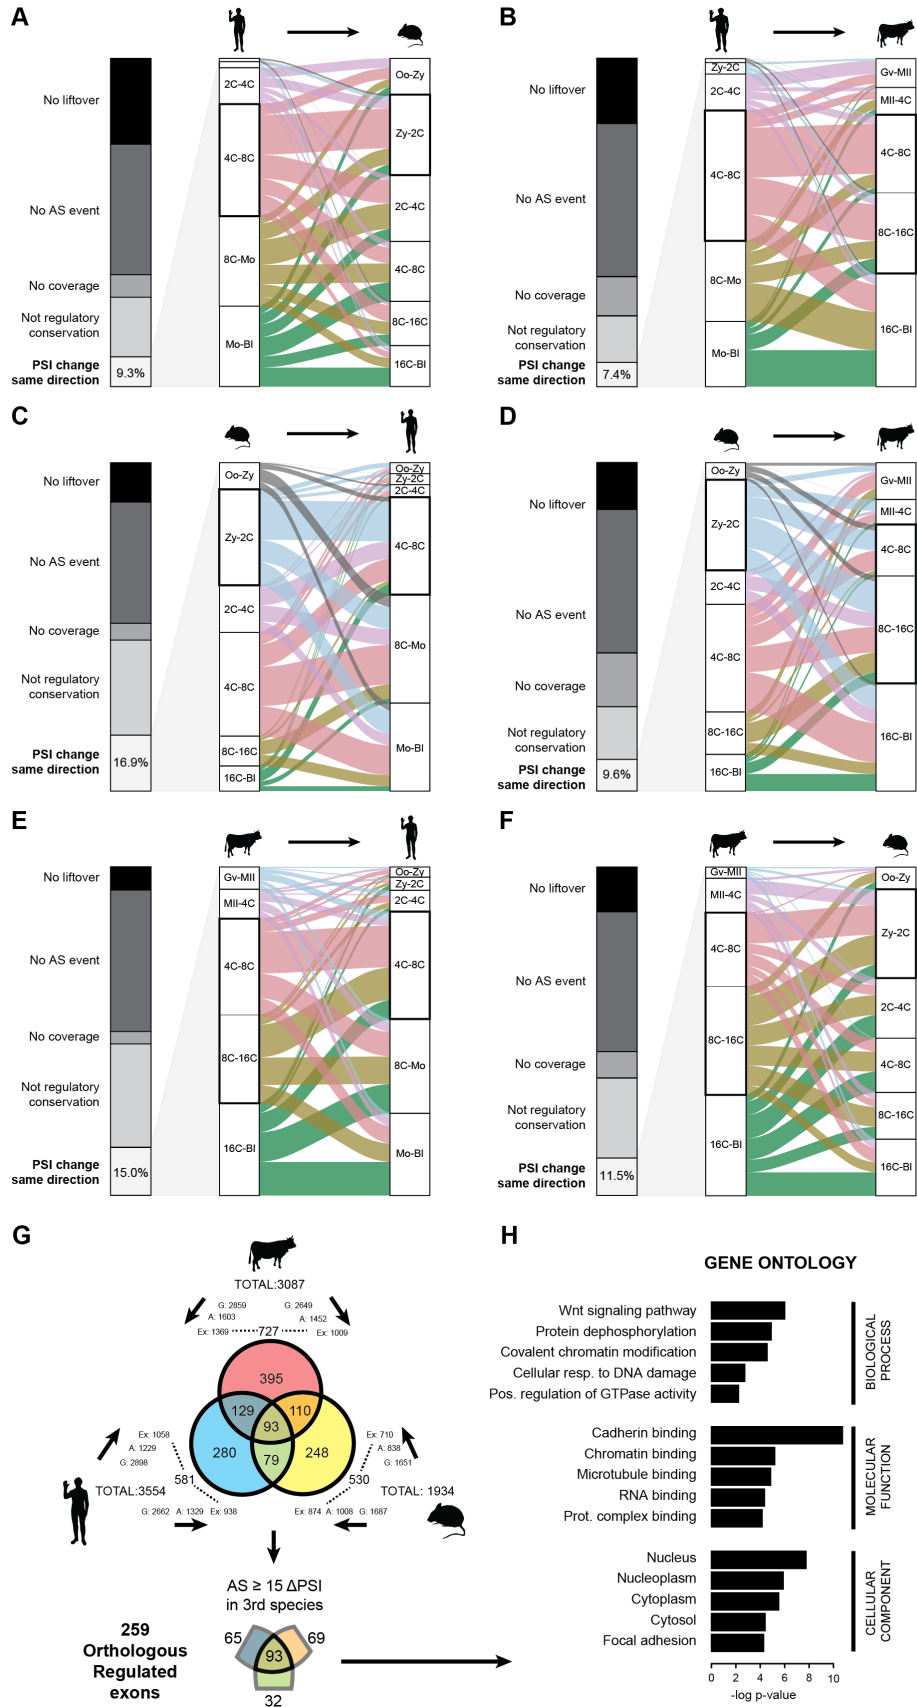 A
No liftover
No AS event
No coverage
Not regulatory
conservation
PSI change
same direction
9.3%
2C-4C
4C-8C
8C-Mo
Mo-Bl
Oo-Zy
Zy-2C
2C-4C
4C-8C
8C-16C
16C-Bl
B
No liftover
No AS event
No coverage
Not regulatory
conservation
PSI change
same direction
7.4%
Zy-2C
2C-4C
4C-8C
8C-Mo
Mo-Bl
Gv-MII
MII-4C
4C-8C
8C-16C
16C-Bl
C
No liftover
No AS event
No coverage
Not regulatory
conservation
PSI change
same direction
16.9%
Oo-Zy
Zy-2C
2C-4C
4C-8C
8C-16C
16C-Bl
Oo-Zy
Zy-2C
2C-4C
4C-8C
8C-Mo
Mo-Bl
D
No liftover
No AS event
No coverage
Not regulatory
conservation
PSI change
same direction
9.6%
Oo-Zy
Zy-2C
2C-4C
4C-8C
8C-16C
16C-Bl
Gv-MII
MII-4C
4C-8C
8C-16C
16C-Bl
E
No liftover
No AS event
No coverage
Not regulatory
conservation
PSI change
same direction
15.0%
Gv-MII
MII-4C
4C-8C
8C-16C
16C-Bl
Oo-Zy
Zy-2C
2C-4C
4C-8C
8C-Mo
Mo-Bl
F
No liftover
No AS event
No coverage
Not regulatory
conservation
PSI change
same direction
11.5%
Gv-MII
MII-4C
4C-8C
8C-16C
16C-Bl
Oo-Zy
Zy-2C
2C-4C
4C-8C
8C-16C
16C-Bl
G
TOTAL:3087
G: 2859 G: 2649
A: 1603 A: 1452
Ex: 1369 727 Ex: 1009
395
129 110
93
280 248
79
Ex: 1058 Ex: 710
A: 1229 A: 838
G: 2898 G: 1651
581 530
TOTAL:3554 TOTAL: 1934
G: 2662 A: 1329 Ex: 938 Ex: 874 A: 1008 G: 1687
AS ≥ 15 ΔPSI
in 3rd species
259
Orthologous
Regulated
exons
65 69
93
32
H
GENE ONTOLOGY
Wnt signaling pathway
Protein dephosphorylation
Covalent chromatin modification
Cellular resp. to DNA damage
Pos. regulation of GTPase activity
BIOLOGICAL
PROCESS
Cadherin binding
Chromatin binding
Microtubule binding
RNA binding
Prot. complex binding
MOLECULAR
FUNCTION
Nucleus
Nucleoplasm
Cytoplasm
Cytosol
Focal adhesion
CELLULAR
COMPONENT
0 2 4 6 8 10
-log p-value